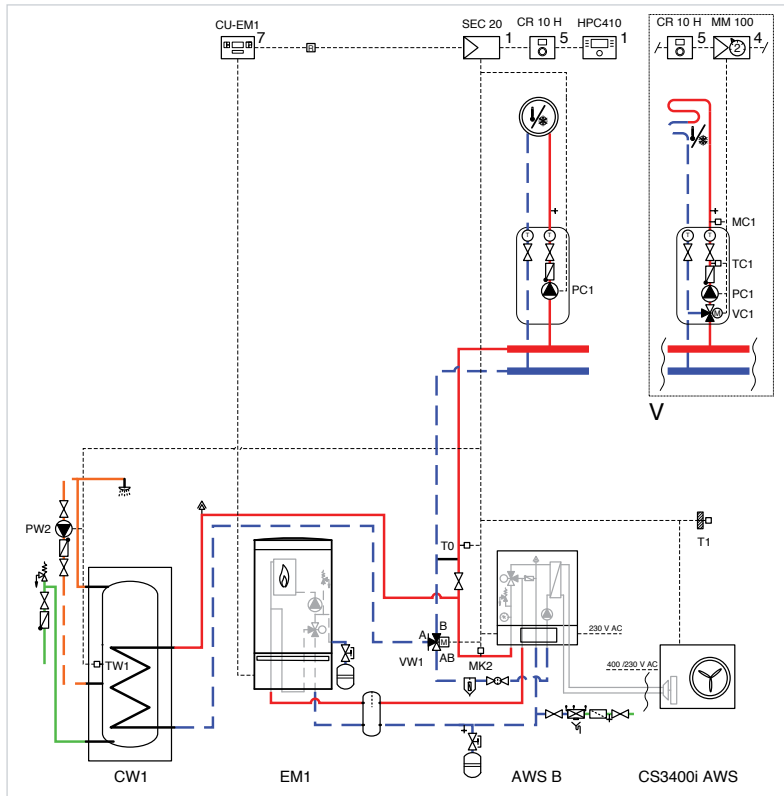 CU-EM1 7
R
SEC 20 1
CR 10 H 5
HPC410 1
CR 10 H 5
MM 100 2 4
T T
PC1
T T
MC1
TC1
PC1
M VC1
V
PW2
TW1
T0
T1
A B
M
AB
VW1
MK2
230 V AC
400 /230 V AC
CW1
EM1
AWS B
CS3400i AWS